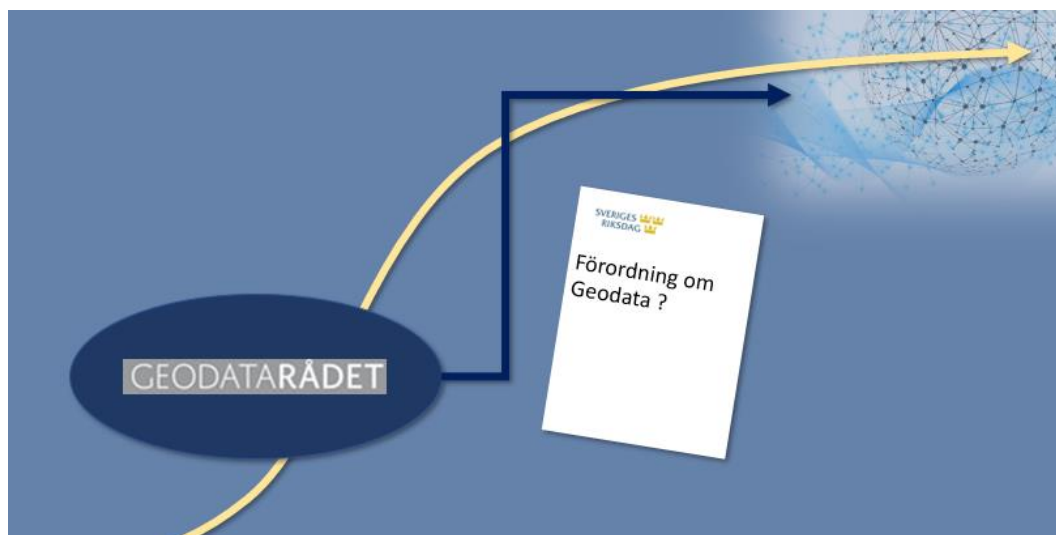 SVERIGES
RIKSDAG
Förordning om
Geodata ?
GEODATARÅDET